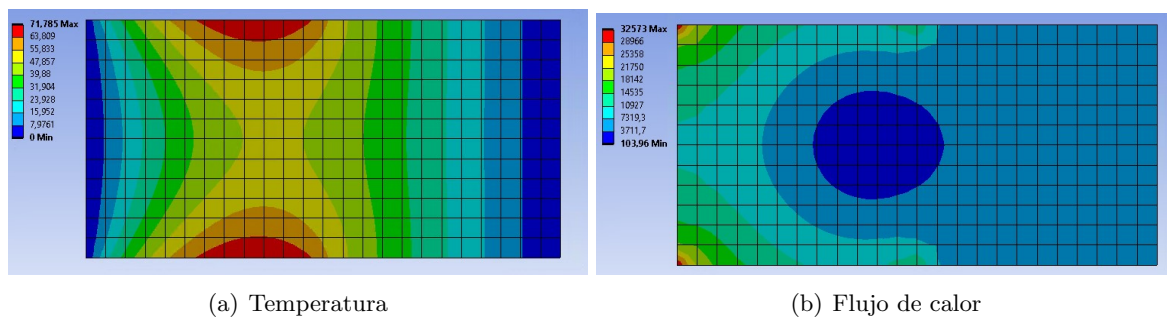 71,785 Max
63,809
55,833
47,857
39,88
31,904
23,928
15,952
7,9761
0 Min
32573 Max
28966
25358
21750
18142
14535
10927
7319,3
3711,7
103,96 Min
(a) Temperatura
(b) Flujo de calor